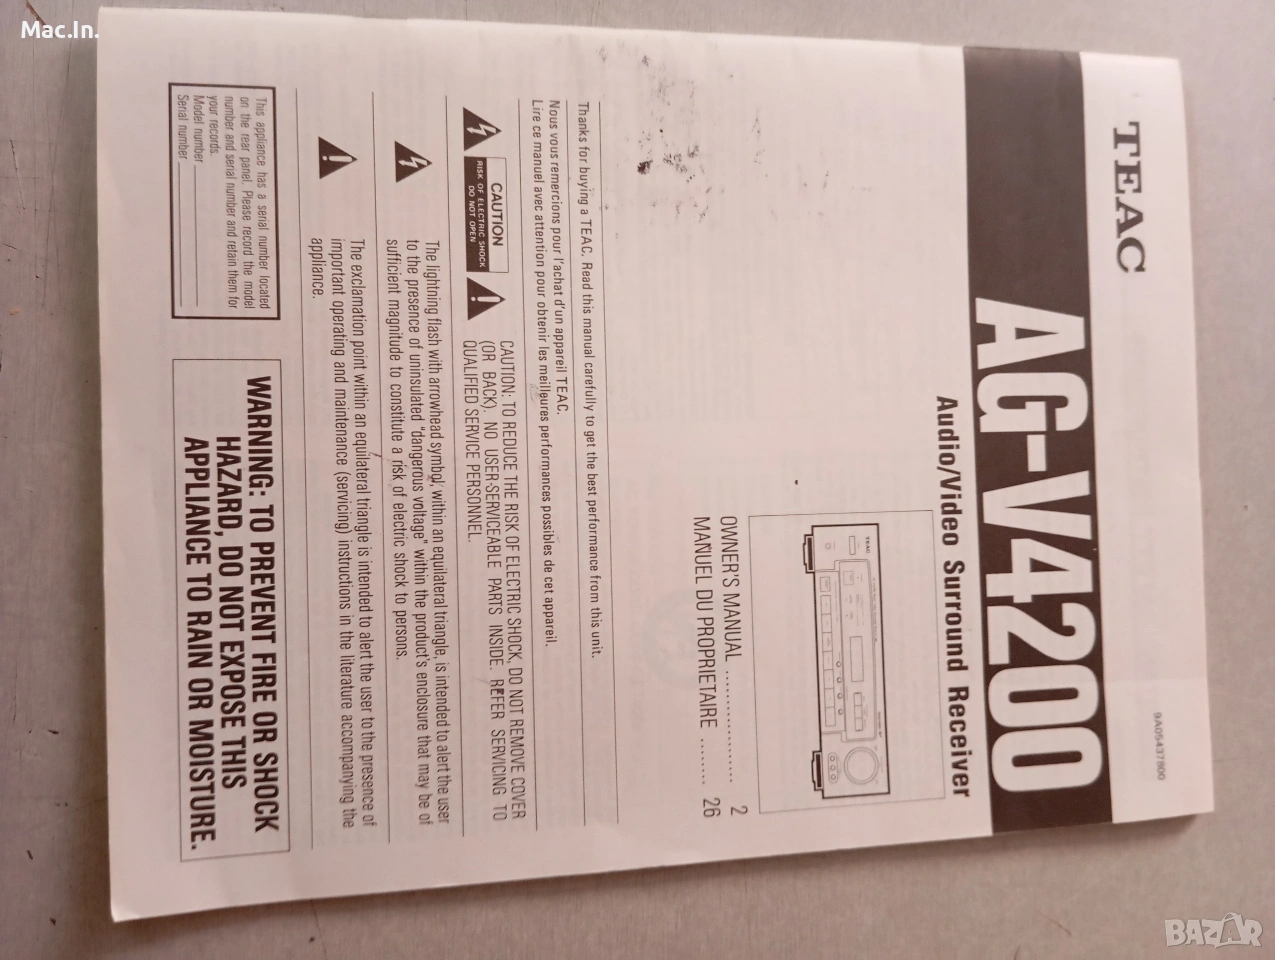 Mac.In.
TEAC
9A05437800
AG-V4200
Audio/Video Surround Receiver
TEAC
OWNER'S MANUAL .................. 2
MANUEL DU PROPRETAIRE ........ 26
Thanks for buying a TEAC. Read this manual carefully to get the best performance from this unit.
Nous vous remercions pour l'achat d'un appareil TEAC.
Lire ce manuel avec attention pour obtenir les meilleures performances possibles de cet appareil.
CAUTION
RISK OF ELECTRIC SHOCK
DO NOT OPEN
CAUTION: TO REDUCE THE RISK OF ELECTRIC SHOCK, DO NOT REMOVE COVER
(OR BACK). NO USER-SERVICEABLE PARTS INSIDE. REFER SERVICING TO
QUALIFIED SERVICE PERSONNEL.
The lightning flash with arrowhead symbol, within an equilateral triangle, is intended to alert the user
to the presence of uninsulated "dangerous voltage" within the product's enclosure that may be of
sufficient magnitude to constitute a risk of electric shock to persons.
The exclamation point within an equilateral triangle is intended to alert the user to the presence of
important operating and maintenance (servicing) instructions in the literature accompanying the
appliance.
This appliance has a serial number located
on the rear panel. Please record the model
number and serial number and retain them for
your records.
Model number
Serial number
WARNING: TO PREVENT FIRE OR SHOCK
HAZARD, DO NOT EXPOSE THIS
APPLIANCE TO RAIN OR MOISTURE.
BAZAR